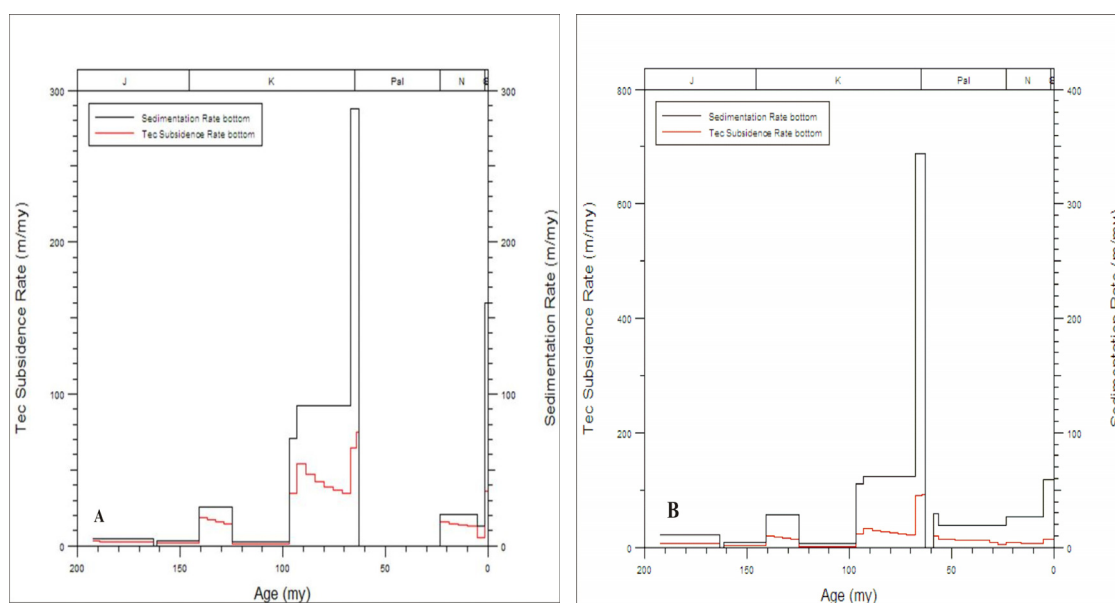 J K Pal N
300 300
Sedimentation Rate bottom
Tec Subsidence Rate bottom
Tec Subsidence Rate (m/my)
Sedimentation Rate (m/my)
200 200
100 100
A
0 0
200 150 100 50 0
Age (my)
J K Pal N
800 400
Sedimentation Rate bottom
Tec Subsidence Rate bottom
Tec Subsidence Rate (m/my)
Sedimentation Rate (m/my)
600 300
400 200
200 100
B
0 0
200 150 100 50 0
Age (my)